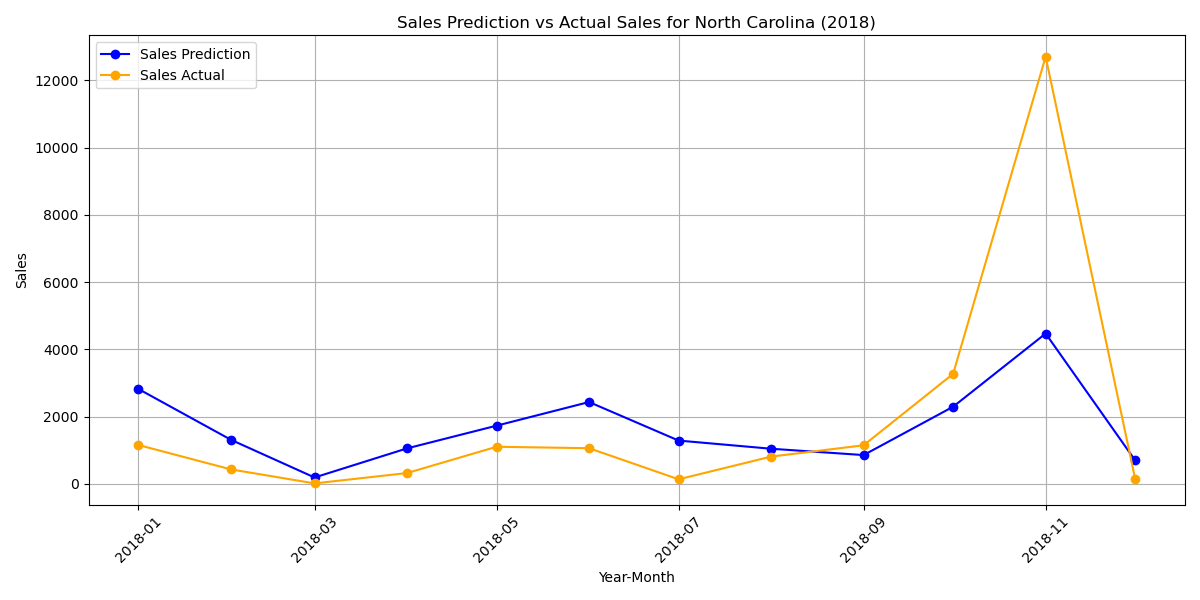 Sales Prediction vs Actual Sales for North Carolina (2018)
Sales Prediction
Sales Actual
12000
10000
8000
6000
4000
2000
0
Sales
2018-01
2018-03
2018-05
2018-07
2018-09
2018-11
Year-Month